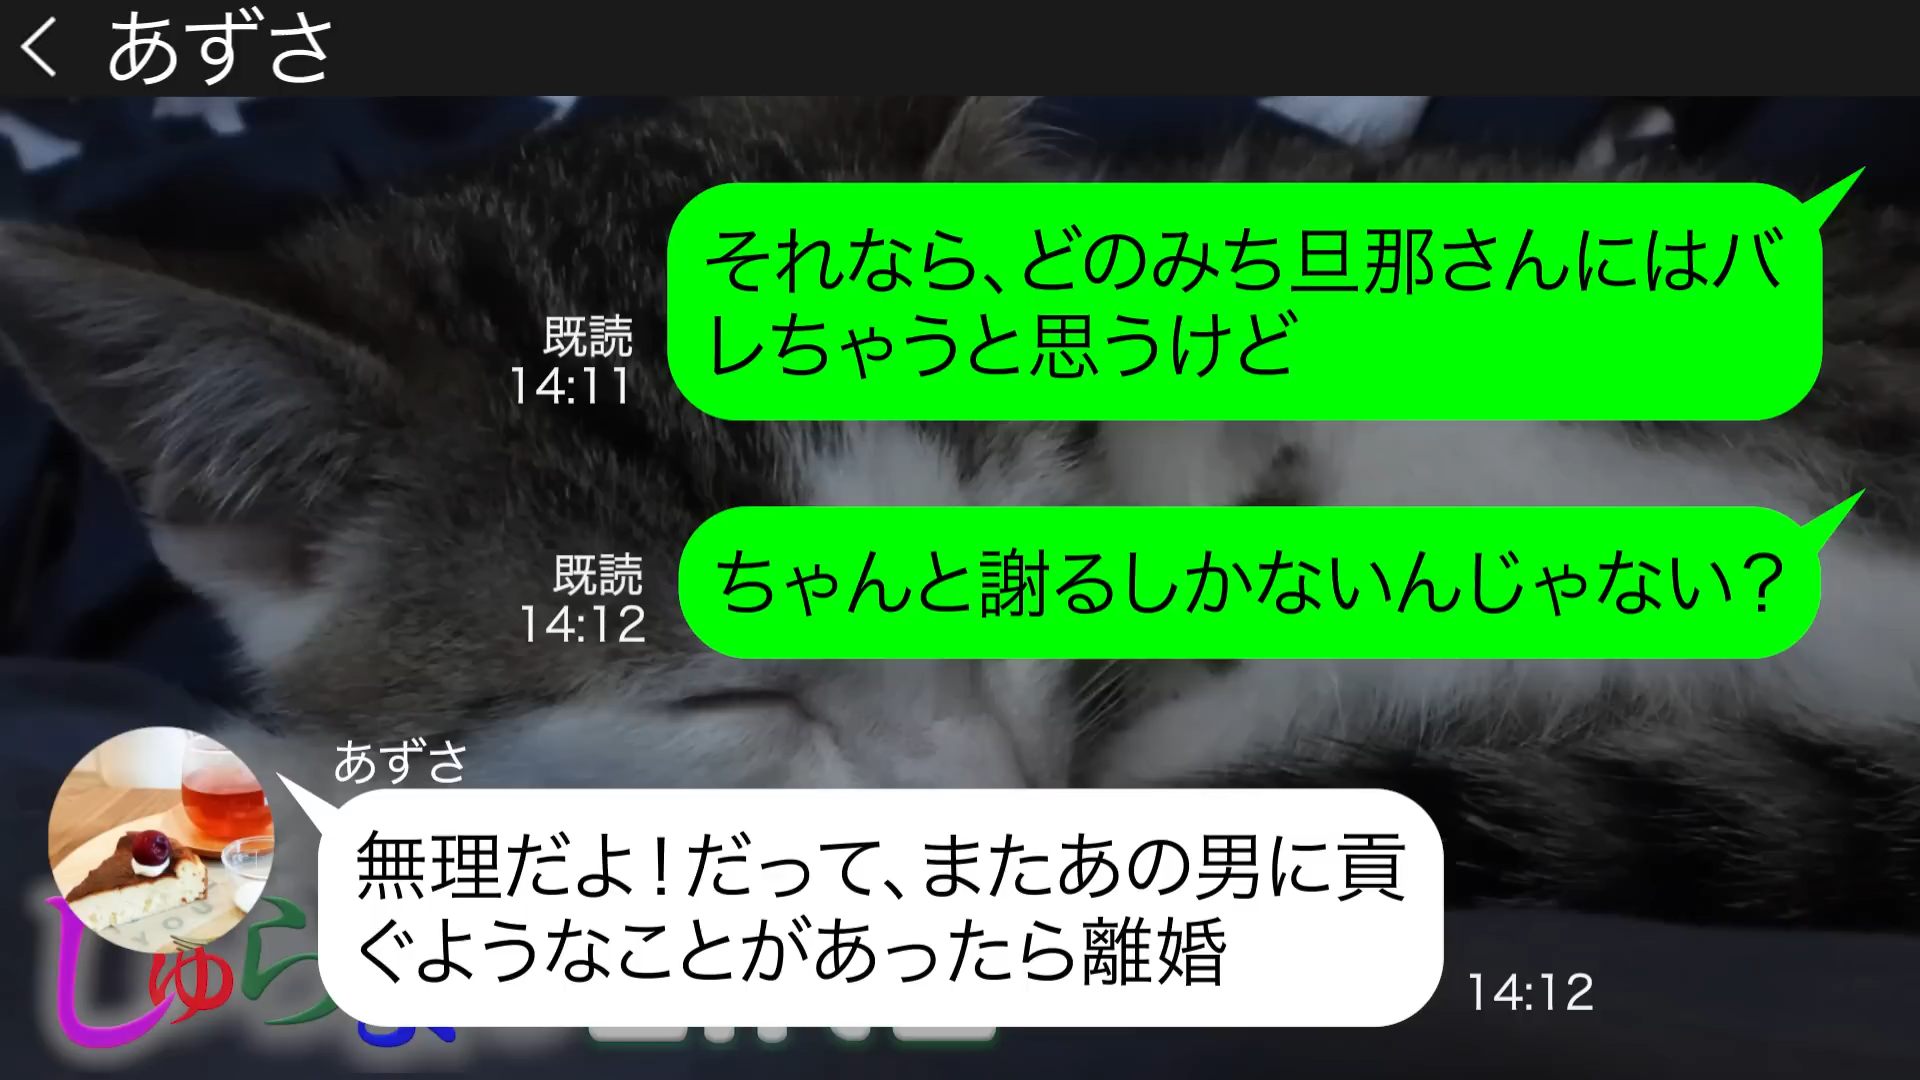 あずさ
それなら、どのみち旦那さんにはバ
レちゃうと思うけど
既読
14:11
ちゃんと謝るしかないんじゃない？
既読
14:12
あずさ
無理だよ！だって、またあの男に貢
ぐようなことがあったら離婚
14:12
しゅら